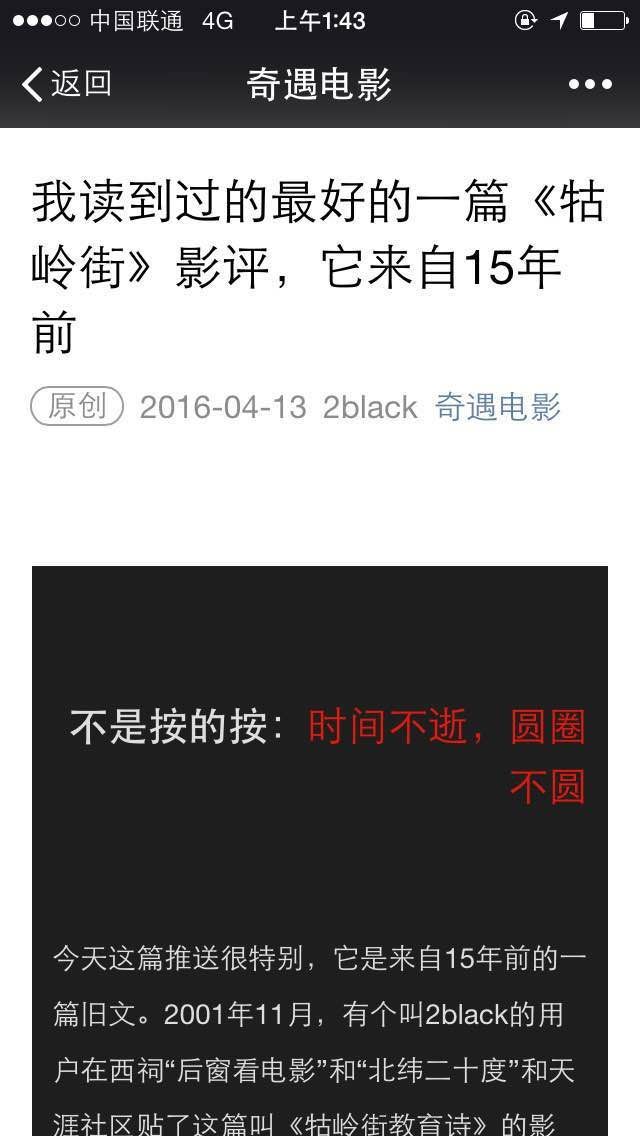 中国联通 4G 上午1:43
返回 奇遇电影
我读到过的最好的一篇《牯
岭街》影评，它来自15年
前
原创 2016-04-13 2black 奇遇电影
不是按的按：时间不逝，圆圈
不圆
今天这篇推送很特别，它是来自15年前的一
篇旧文。2001年11月，有个叫2black的用
户在西祠“后窗看电影”和“北纬二十度”和天
涯社区贴了这篇叫《牯岭街教育诗》的影